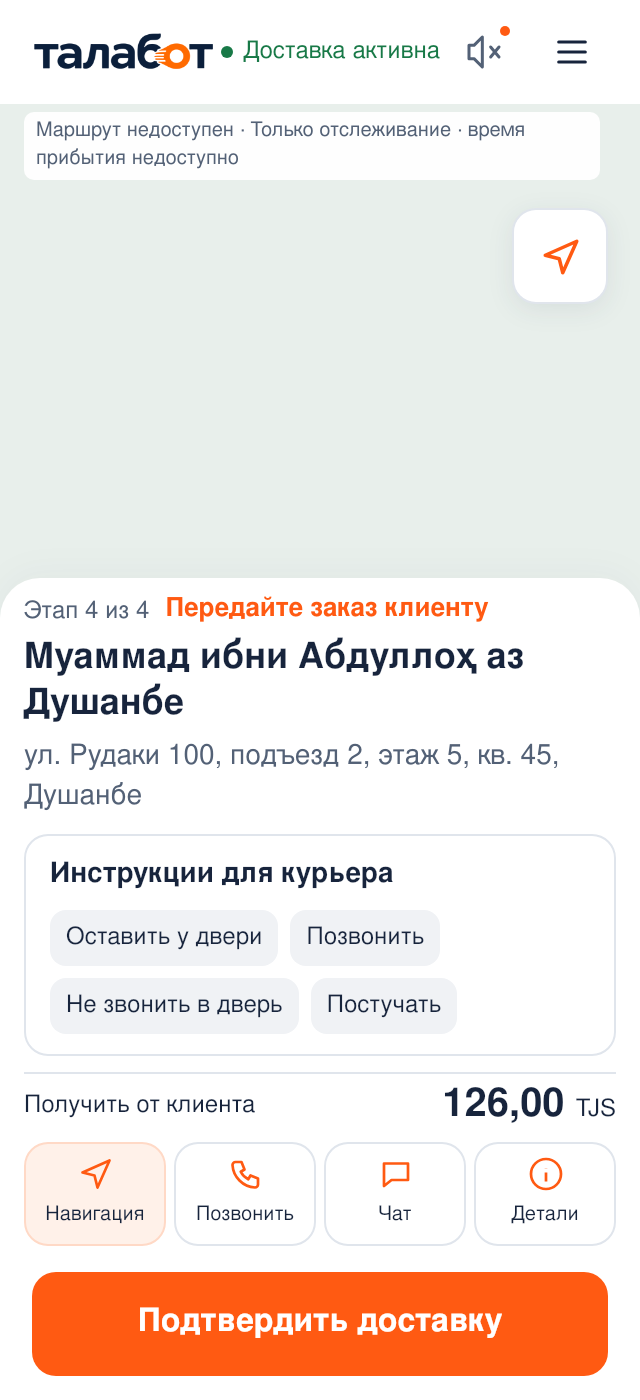 талабот
Доставка активна
Маршрут недоступен · Только отслеживание · время
прибытия недоступно
Этап 4 из 4 Передайте заказ клиенту
Муаммад ибни Абдуллоҳ аз
Душанбе
ул. Рудаки 100, подъезд 2, этаж 5, кв. 45,
Душанбе
Инструкции для курьера
Оставить у двери
Позвонить
Не звонить в дверь
Постучать
Получить от клиента 126,00 TJS
Навигация
Позвонить
Чат
Детали
Подтвердить доставку